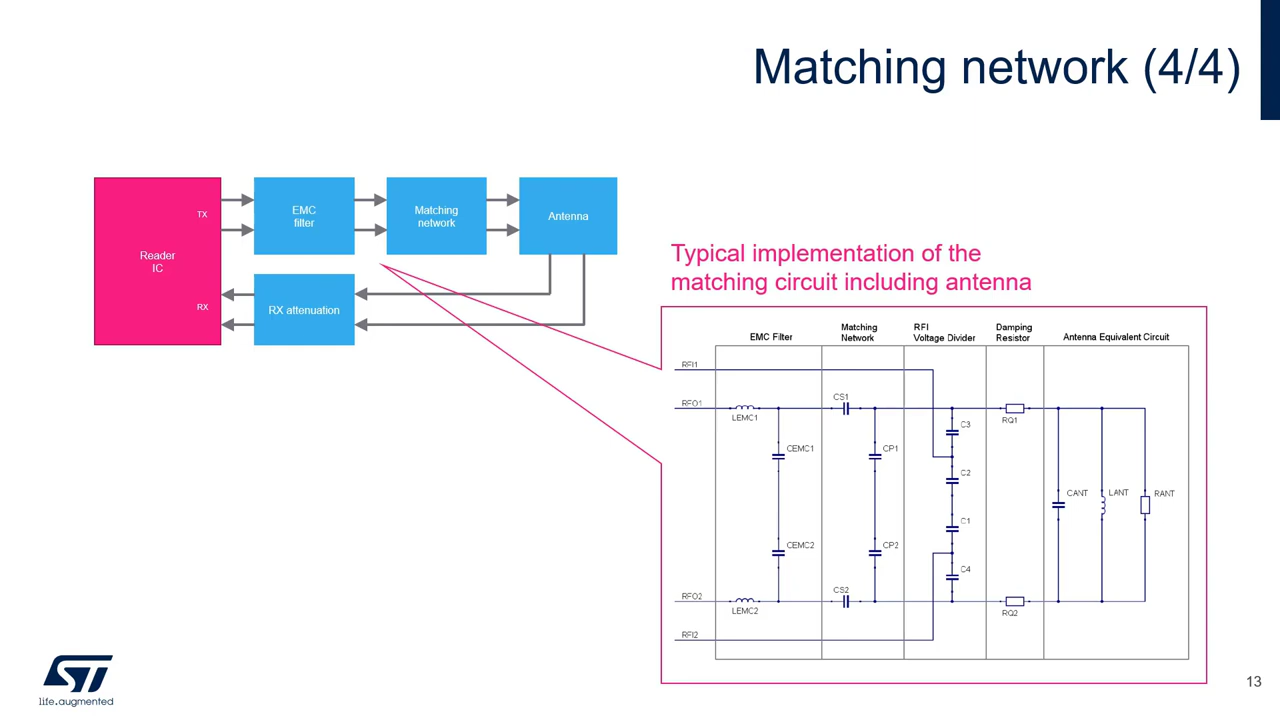 Matching network (4/4)
TX
EMC
filter
Matching
network
Antenna
Reader
IC
RX
RX attenuation
Typical implementation of the
matching circuit including antenna
EMC Filter
Matching
Network
RFI
Voltage Divider
Damping
Resistor
Antenna Equivalent Circuit
RFI1
RFO1
LEMC1
CS1
C3
RQ1
CEMC1
CP1
C2
CANT
LANT
RANT
C1
CEMC2
CP2
C4
RFO2
LEMC2
CS2
RQ2
RFI2
ST
life.augmented
13